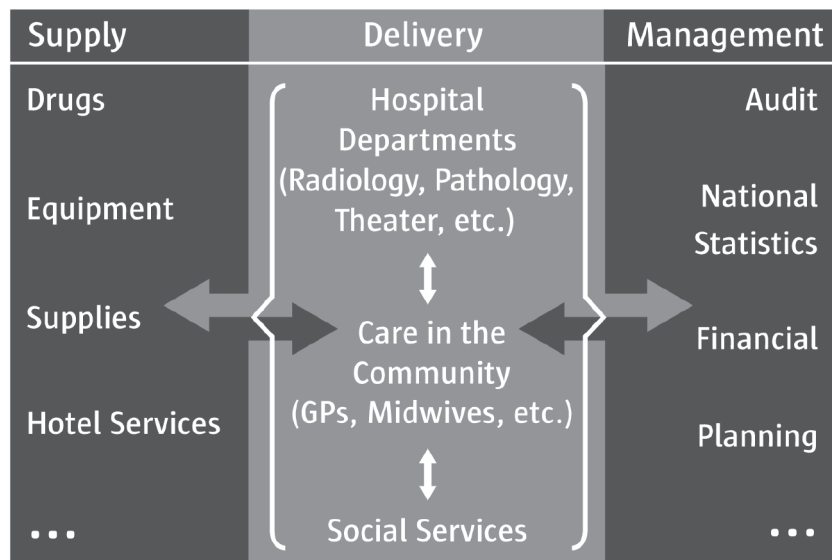 Supply
Drugs
Equipment
Supplies
Hotel Services
...
Delivery
Hospital
Departments
(Radiology, Pathology,
Theater, etc.)
Care in the
Community
(GPs, Midwives, etc.)
Social Services
Management
Audit
National
Statistics
Financial
Planning
...